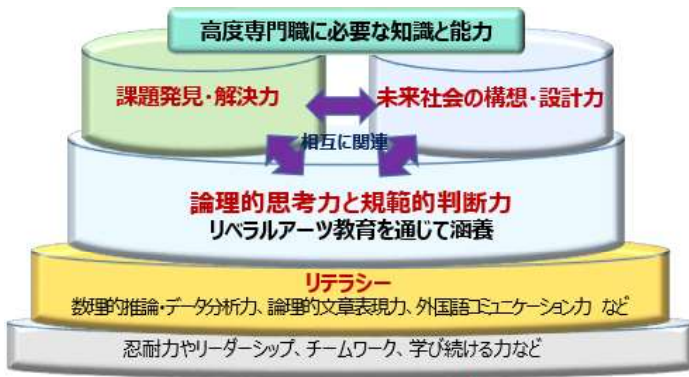 高度専門職に必要な知識と能力
課題発見・解決力
未来社会の構想・設計力
相互に関連
論理的思考力と規範的判断力
リベラルアーツ教育を通じて涵養
リテラシー
数理的推論・データ分析力、論理的文章表現力、外国語コミュニケーション力 など
忍耐力やリーダーシップ、チームワーク、学び続ける力など